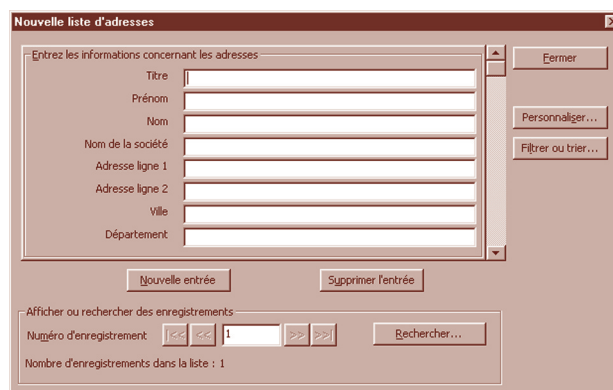 Nouvelle liste d'adresses
Entrez les informations concernant les adresses
Titre
Prénom
Nom
Nom de la société
Adresse ligne 1
Adresse ligne 2
Ville
Département
Fermer
Personnaliser...
Filtrer ou trier...
Nouvelle entrée
Supprimer l'entrée
Afficher ou rechercher des enregistrements
Numéro d'enregistrement |<< << 1 >> >>| Rechercher...
Nombre d'enregistrements dans la liste : 1